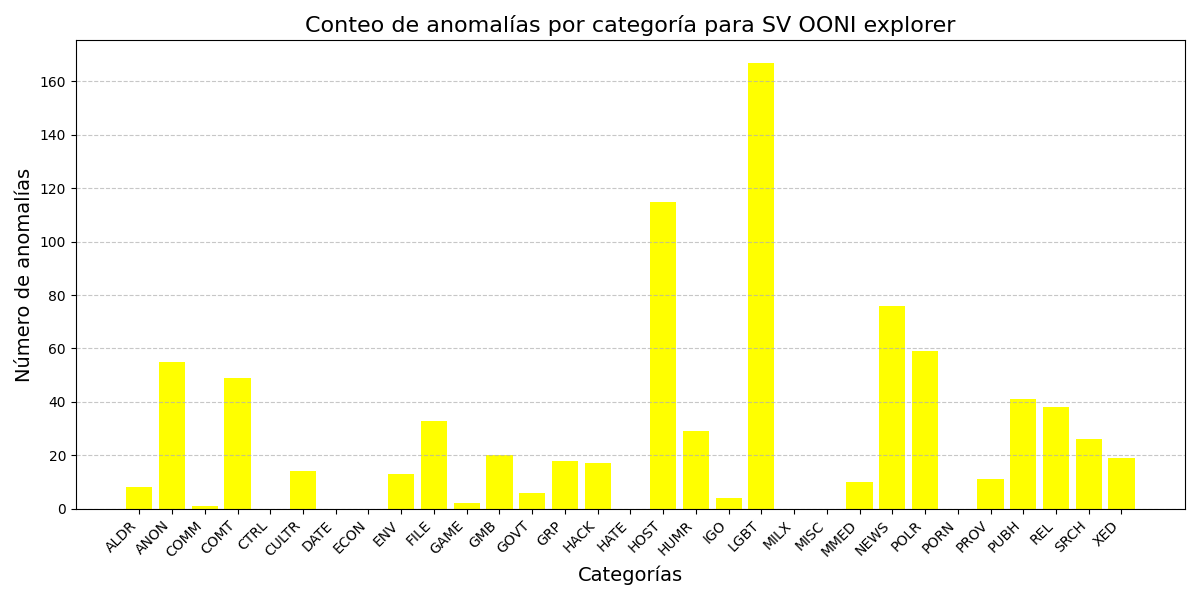 Conteo de anomalías por categoría para SV OONI explorer
Número de anomalías
160
140
120
100
80
60
40
20
0
ALDR
ANON
COMM
COMT
CTRL
CULTR
DATE
ECON
ENV
FILE
GAME
GMB
GOVT
GRP
HACK
HATE
HOST
HUMR
IGO
LGBT
MILX
MISC
MMED
NEWS
POLR
PORN
PROV
PUBH
REL
SRCH
XED
Categorías